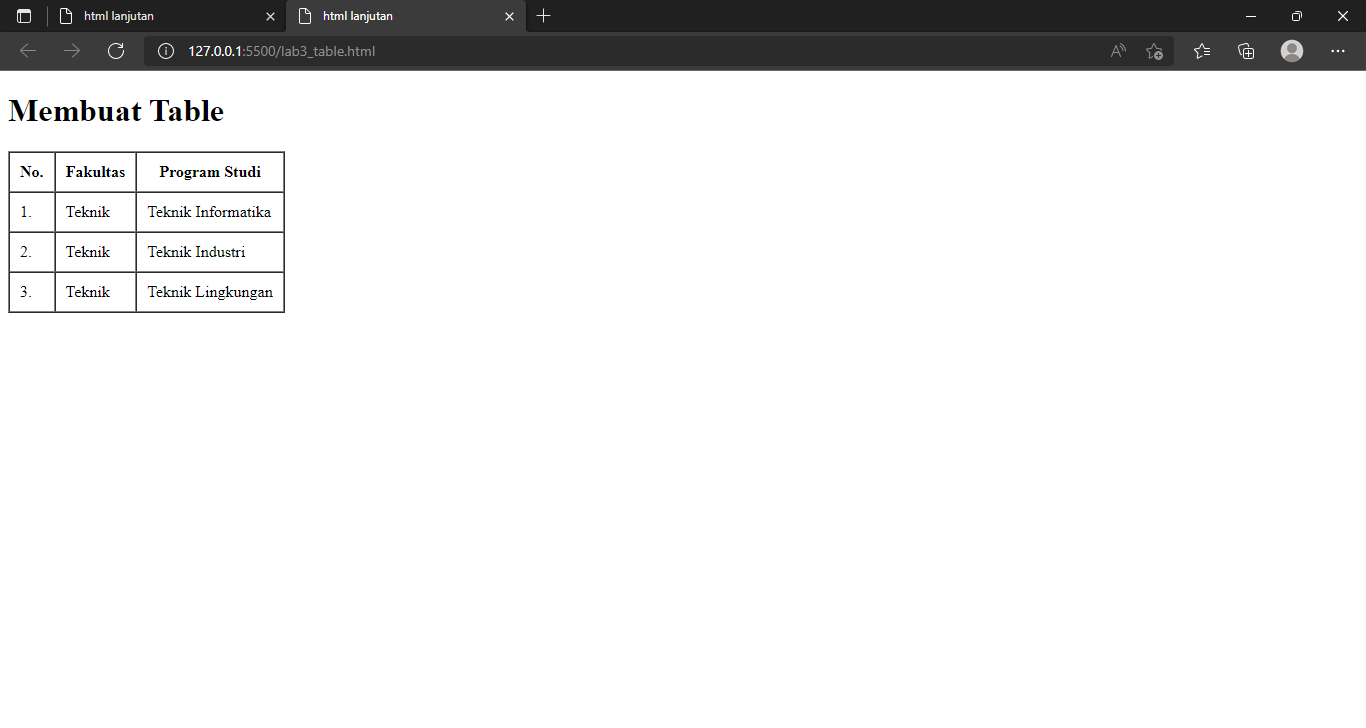 html lanjutan
html lanjutan
127.0.0.1:5500/lab3_table.html
Membuat Table
No. Fakultas Program Studi
1. Teknik Teknik Informatika
2. Teknik Teknik Industri
3. Teknik Teknik Lingkungan